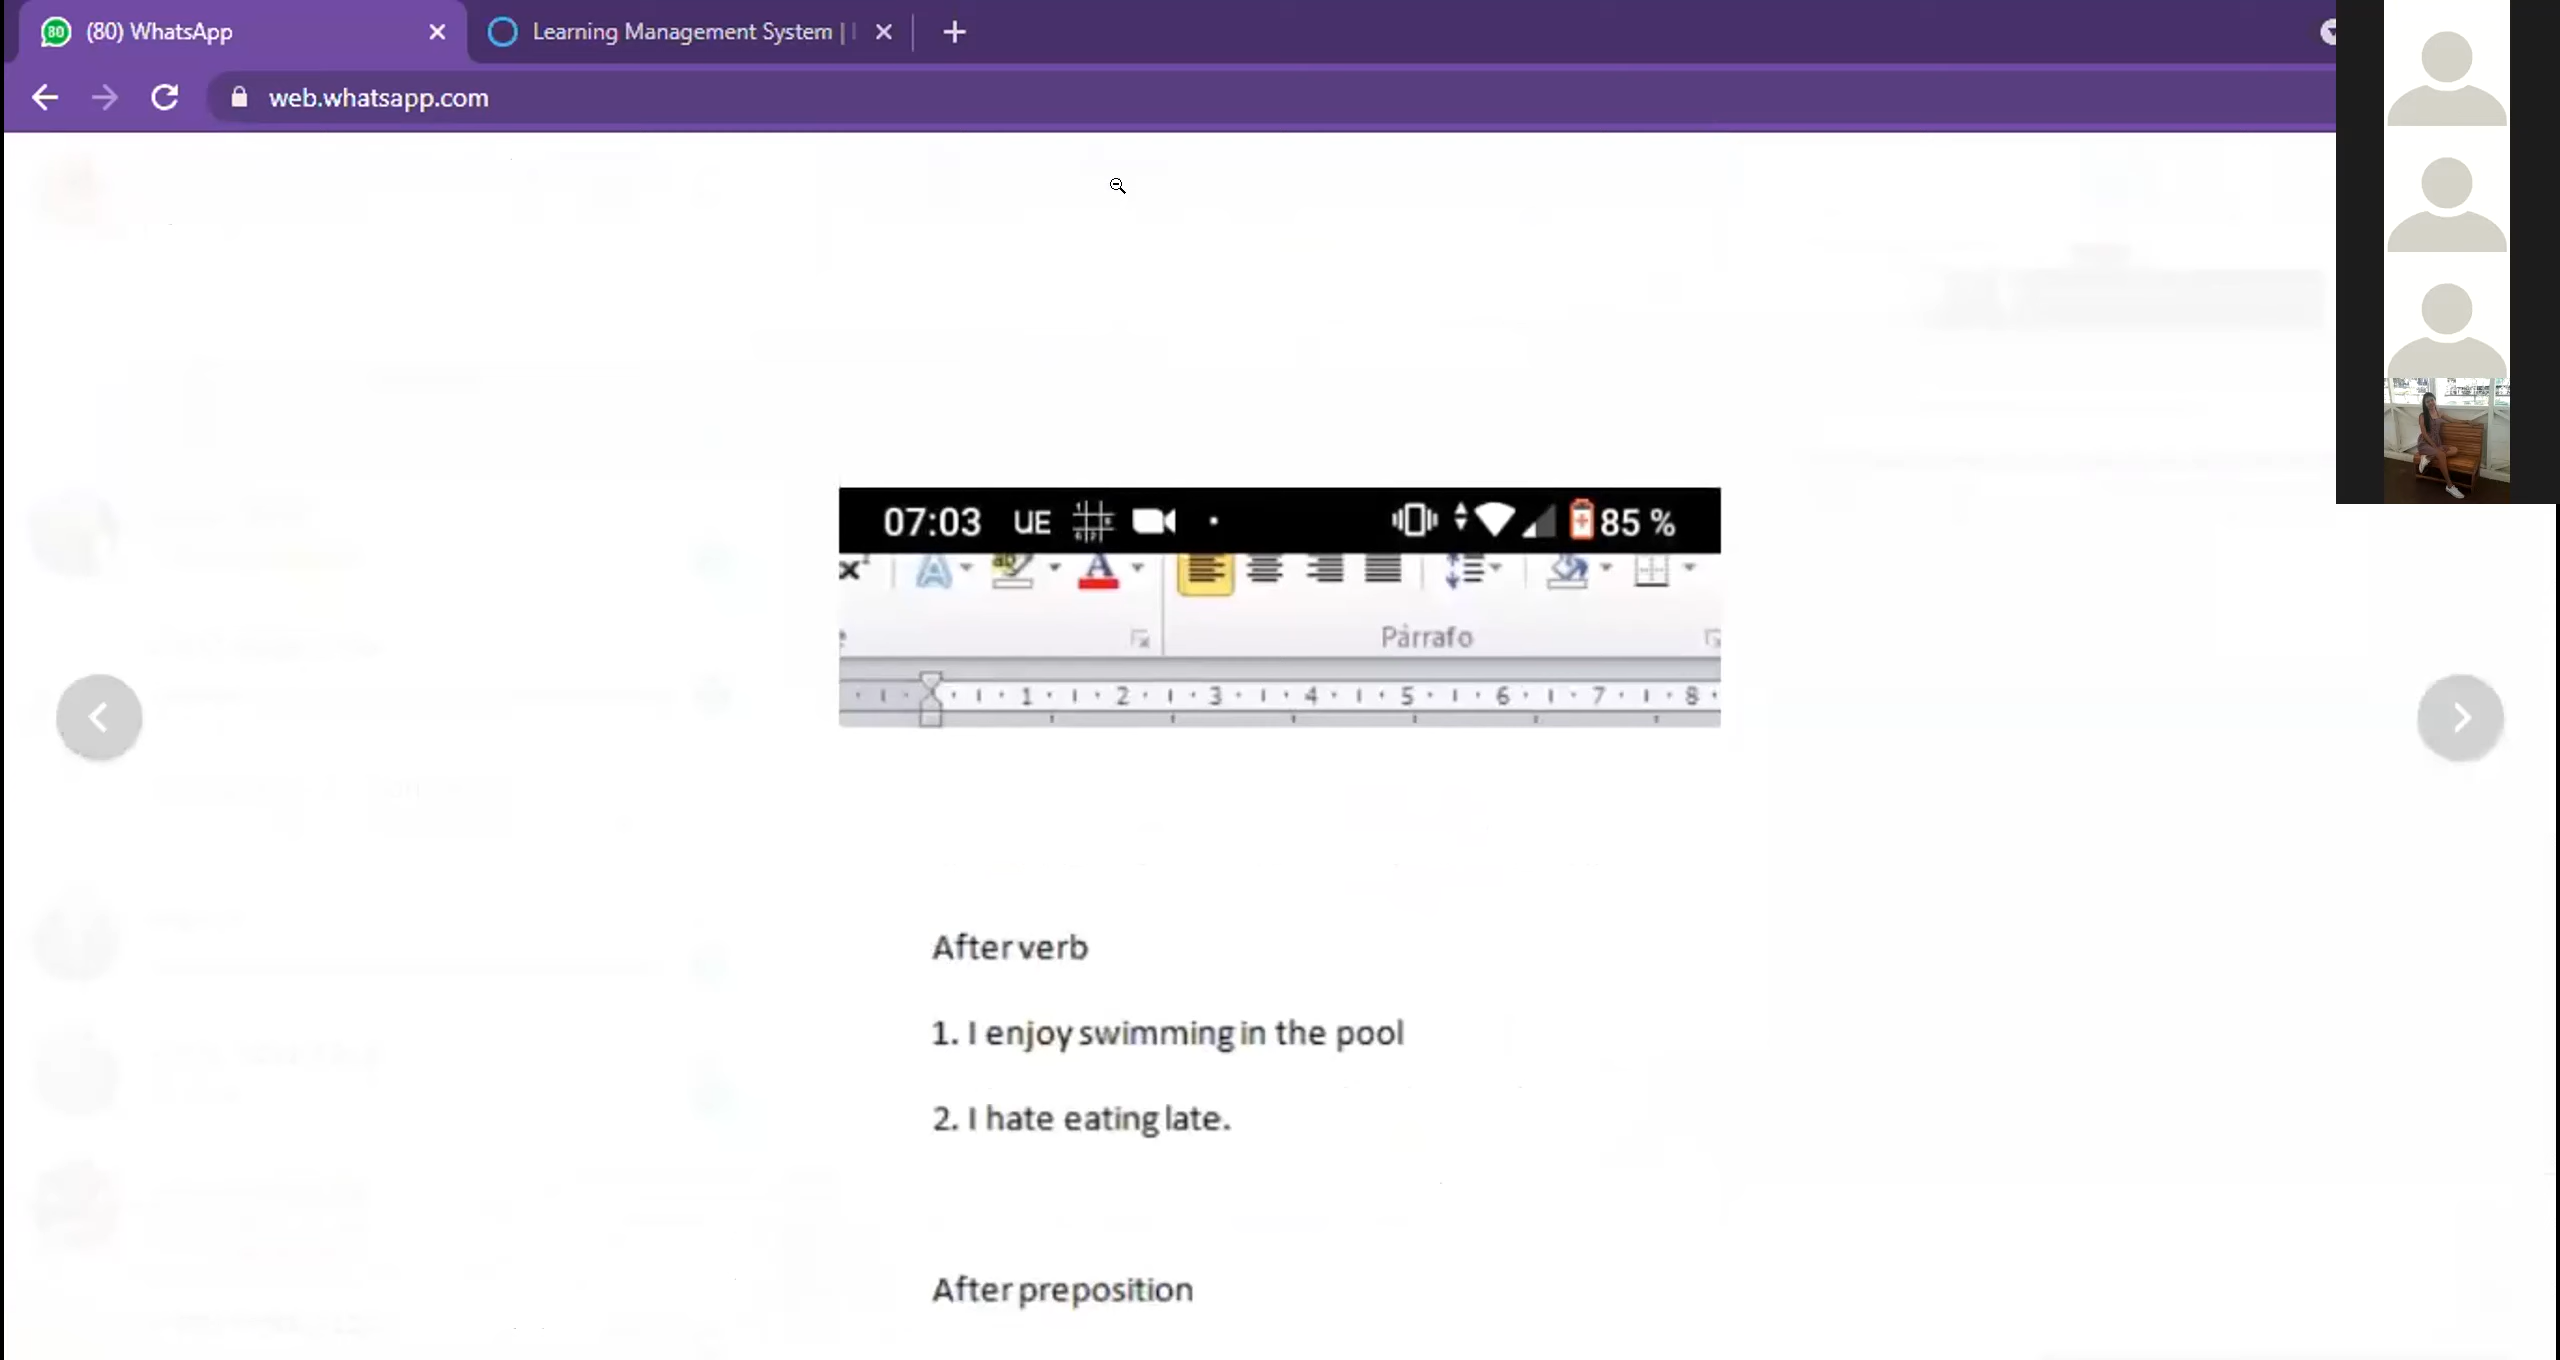 (80) WhatsApp
Learning Management System |
web.whatsapp.com
07:03 UE 85 %
Párrafo
1 2 3 4 5 6 7 8
After verb
1. I enjoy swimming in the pool
2. I hate eating late.
After preposition